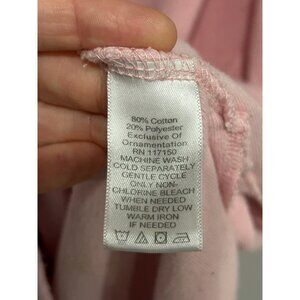 80% Cotton
20% Polyester
Exclusive Of
Ornamentation
RN 117150
MACHINE WASH
COLD SEPARATELY
GENTLE CYCLE
ONLY NON-
CHLORINE BLEACH
WHEN NEEDED
TUMBLE DRY LOW
WARM IRON
IF NEEDED